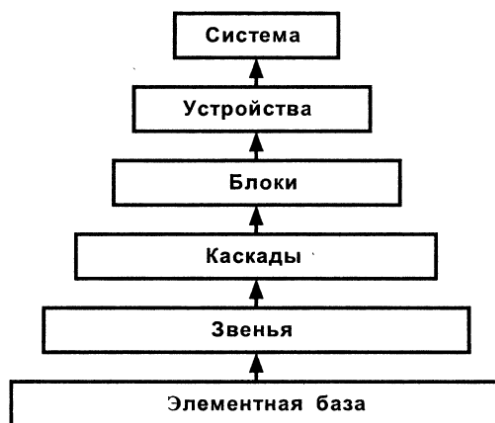 Система
Устройства
Блоки
Каскады
Звенья
Элементная база